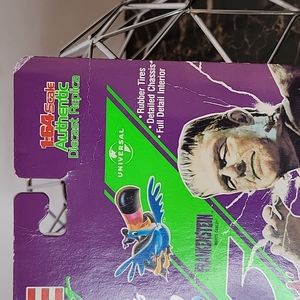 1:64 Scale
Authentic
Diecast Replica
• Rubber Tires
• Detailed Chassis
• Full Detail Interior
UNIVERSAL
FRANKENSTEIN